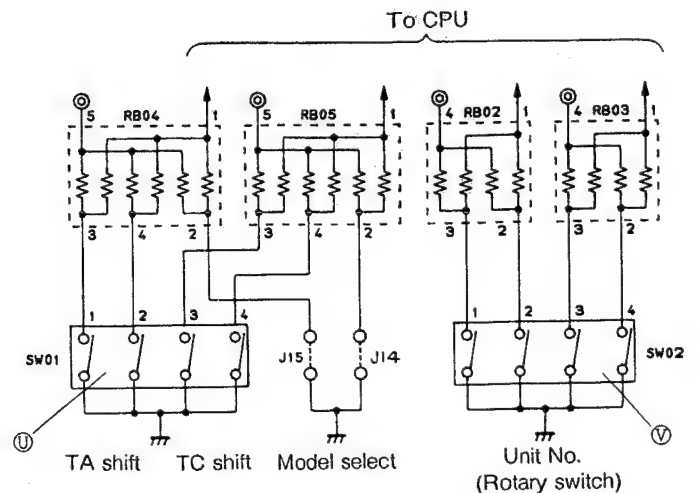 To CPU
5 RB04 1 5 RB05 1 4 RB02 1 4 RB03 1
3 4 2 3 4 2 3 2 3 2
1 2 3 4 1 2 3 4
SW01 J15 J14 SW02
U V
TA shift TC shift Model select Unit No.
(Rotary switch)